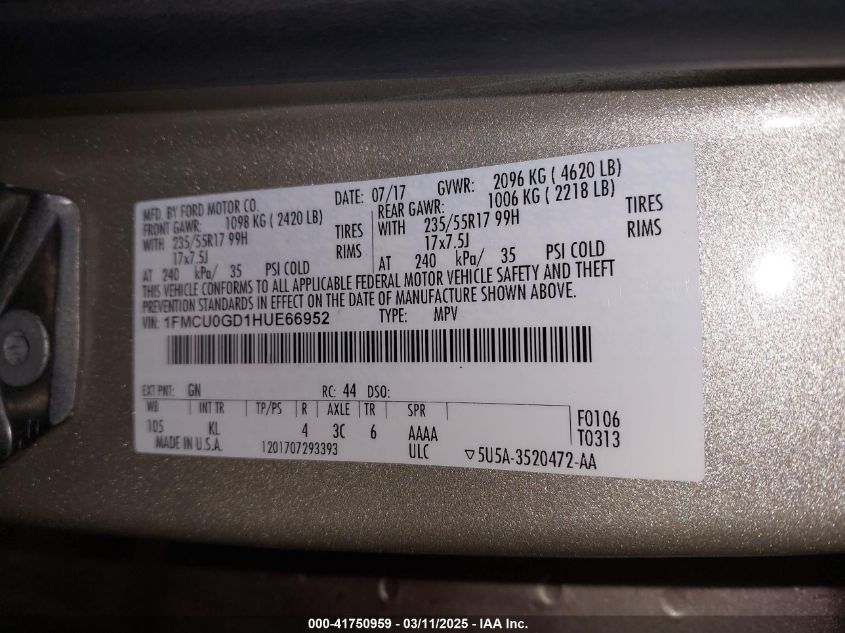 MFD. BY FORD MOTOR CO. DATE: 07/17 GVWR: 2096 KG ( 4620 LB)
FRONT GAWR: 1098 KG ( 2420 LB) REAR GAWR: 1006 KG ( 2218 LB)
WITH 235/55R17 99H TIRES WITH 235/55R17 99H TIRES
17x7.5J RIMS 17x7.5J RIMS
AT 240 kPa/ 35 PSI COLD AT 240 kPa/ 35 PSI COLD
THIS VEHICLE CONFORMS TO ALL APPLICABLE FEDERAL MOTOR VEHICLE SAFETY AND THEFT
PREVENTION STANDARDS IN EFFECT ON THE DATE OF MANUFACTURE SHOWN ABOVE.
VIN: 1FMCU0GD1HUE66952 TYPE: MPV
EXT PNT: GN RC: 44 DSO:
WB INT TR TP/PS R AXLE TR SPR F0106
105 KL 4 3C 6 AAAA T0313
MADE IN U.S.A. 1201707293393 ULC ▽5U5A-3520472-AA
000-41750959 - 03/11/2025 - IAA Inc.